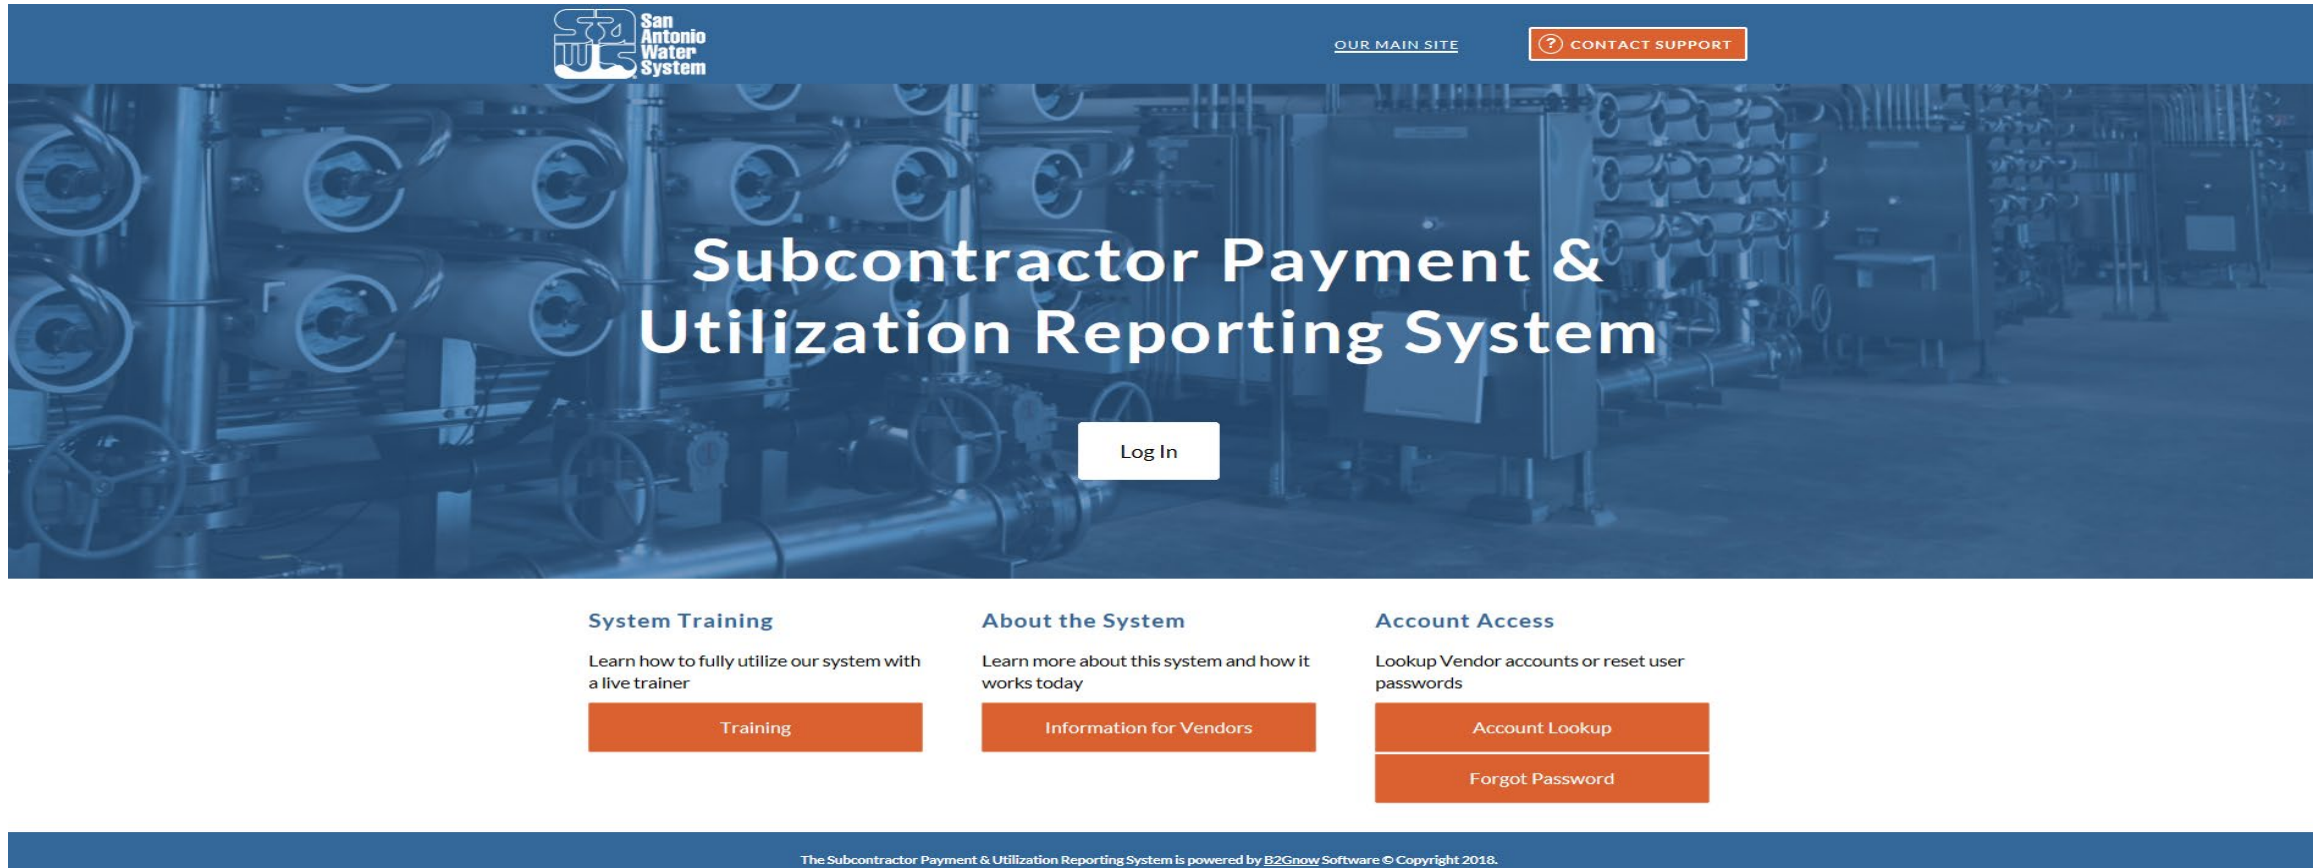 San
Antonio
Water
System
OUR MAIN SITE
? CONTACT SUPPORT
Subcontractor Payment &
Utilization Reporting System
Log In
System Training
Learn how to fully utilize our system with
a live trainer
Training
About the System
Learn more about this system and how it
works today
Information for Vendors
Account Access
Lookup Vendor accounts or reset user
passwords
Account Lookup
Forgot Password
The Subcontractor Payment & Utilization Reporting System is powered by B2Gnow Software © Copyright 2018.